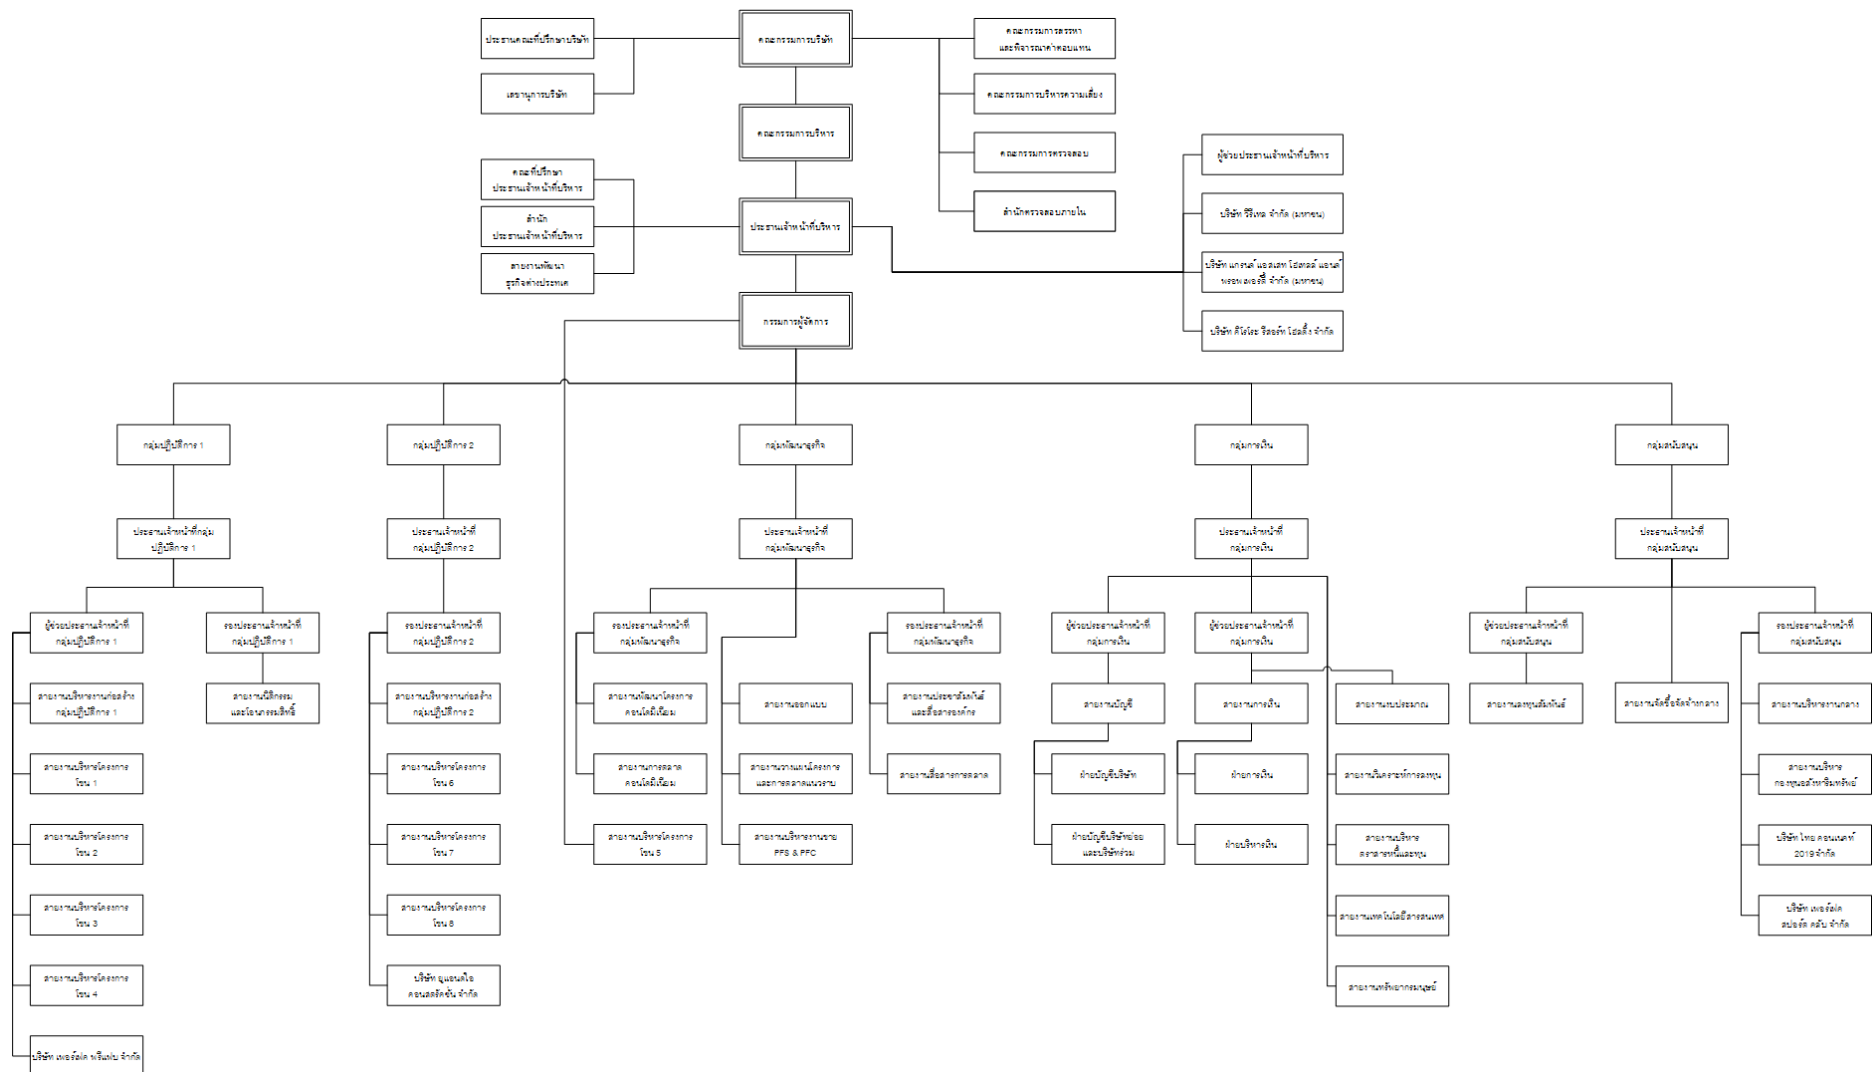 ประธานคณะที่ปรึกษาบริษัท
คณะกรรมการบริษัท
คณะกรรมการสรรหา
และพิจารณาค่าตอบแทน
เลขานุการบริษัท
คณะกรรมการบริหารความเสี่ยง
คณะกรรมการบริหาร
คณะกรรมการตรวจสอบ
ผู้ช่วยประธานเจ้าหน้าที่บริหาร
คณะที่ปรึกษา
ประธานเจ้าหน้าที่บริหาร
สำนักตรวจสอบภายใน
บริษัท วีรีเทล จำกัด (มหาชน)
สำนัก
ประธานเจ้าหน้าที่บริหาร
ประธานเจ้าหน้าที่บริหาร
สายงานพัฒนา
ธุรกิจต่างประเทศ
บริษัท แกรนด์ แอสเสท โฮเทลส์ แอนด์
พรอพเพอร์ตี้ จำกัด (มหาชน)
กรรมการผู้จัดการ
บริษัท คิโรโระ รีสอร์ท โฮลดิ้ง จำกัด
กลุ่มปฏิบัติการ 1
กลุ่มปฏิบัติการ 2
กลุ่มพัฒนาธุรกิจ
กลุ่มการเงิน
กลุ่มสนับสนุน
ประธานเจ้าหน้าที่กลุ่ม
ปฏิบัติการ 1
ประธานเจ้าหน้าที่
กลุ่มปฏิบัติการ 2
ประธานเจ้าหน้าที่
กลุ่มพัฒนาธุรกิจ
ประธานเจ้าหน้าที่
กลุ่มการเงิน
ประธานเจ้าหน้าที่
กลุ่มสนับสนุน
ผู้ช่วยประธานเจ้าหน้าที่
กลุ่มปฏิบัติการ 1
รองประธานเจ้าหน้าที่
กลุ่มปฏิบัติการ 1
รองประธานเจ้าหน้าที่
กลุ่มปฏิบัติการ 2
รองประธานเจ้าหน้าที่
กลุ่มพัฒนาธุรกิจ
รองประธานเจ้าหน้าที่
กลุ่มพัฒนาธุรกิจ
ผู้ช่วยประธานเจ้าหน้าที่
กลุ่มการเงิน
ผู้ช่วยประธานเจ้าหน้าที่
กลุ่มการเงิน
ผู้ช่วยประธานเจ้าหน้าที่
กลุ่มสนับสนุน
รองประธานเจ้าหน้าที่
กลุ่มสนับสนุน
สายงานบริหารงานก่อสร้าง
กลุ่มปฏิบัติการ 1
สายงานนิติกรรม
และโอนกรรมสิทธิ์
สายงานบริหารงานก่อสร้าง
กลุ่มปฏิบัติการ 2
สายงานพัฒนาโครงการ
คอนโดมิเนียม
สายงานออกแบบ
สายงานประชาสัมพันธ์
และสื่อสารองค์กร
สายงานบัญชี
สายงานการเงิน
สายงานงบประมาณ
สายงานลงทุนสัมพันธ์
สายงานจัดซื้อจัดจ้างกลาง
สายงานบริหารงานกลาง
สายงานบริหารโครงการ
โซน 1
สายงานบริหารโครงการ
โซน 6
สายงานการตลาด
คอนโดมิเนียม
สายงานวางแผนโครงการ
และการตลาดแนวราบ
สายงานสื่อสารการตลาด
ฝ่ายบัญชีบริษัท
ฝ่ายการเงิน
สายงานวิเคราะห์การลงทุน
สายงานบริหาร
กองทุนอสังหาริมทรัพย์
สายงานบริหารโครงการ
โซน 2
สายงานบริหารโครงการ
โซน 7
สายงานบริหารโครงการ
โซน 5
สายงานบริหารงานขาย
PFS & PFC
ฝ่ายบัญชีบริษัทย่อย
และบริษัทร่วม
ฝ่ายบริหารเงิน
สายงานบริหาร
ตราสารหนี้และทุน
บริษัท ไทย คอนเนคท์
2019 จำกัด
สายงานบริหารโครงการ
โซน 3
สายงานบริหารโครงการ
โซน 8
สายงานเทคโนโลยีสารสนเทศ
บริษัท เพอร์เฟค
สปอร์ต คลับ จำกัด
สายงานบริหารโครงการ
โซน 4
บริษัท ยูแอนด์ไอ
คอนสตรัคชั่น จำกัด
สายงานทรัพยากรมนุษย์
บริษัท เพอร์เฟค พรีแฟบ จำกัด